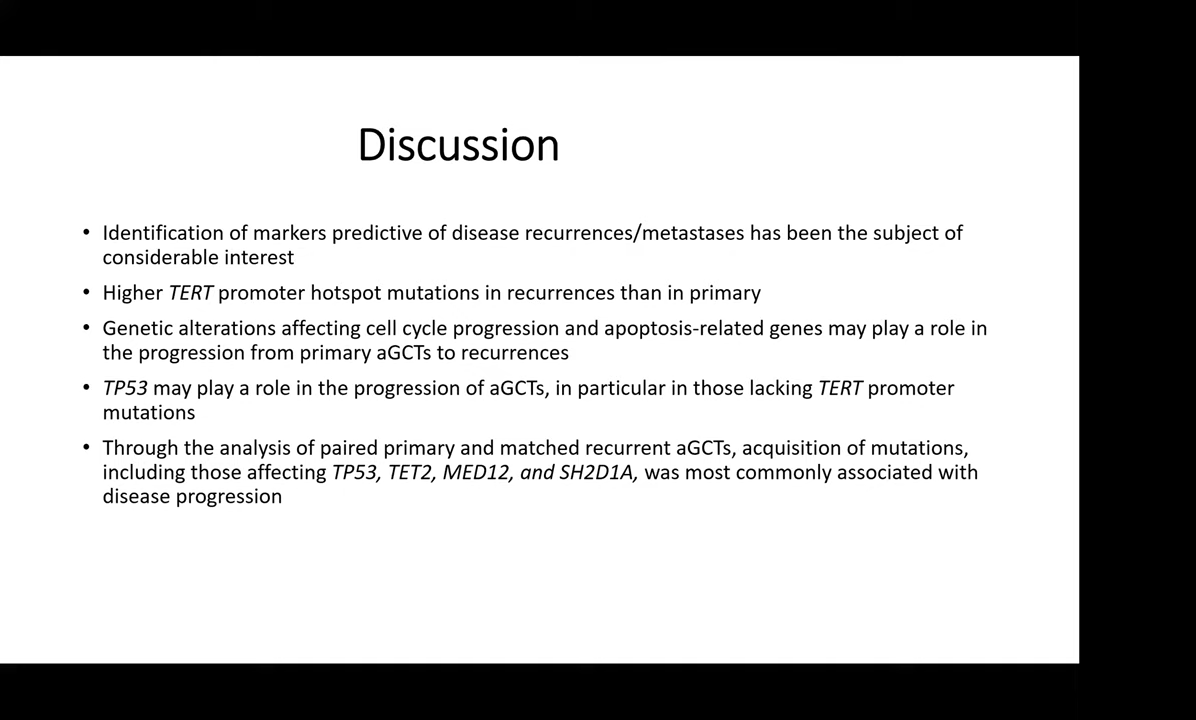 Discussion
• Identification of markers predictive of disease recurrences/metastases has been the subject of
considerable interest
• Higher TERT promoter hotspot mutations in recurrences than in primary
• Genetic alterations affecting cell cycle progression and apoptosis-related genes may play a role in
the progression from primary aGCTs to recurrences
• TP53 may play a role in the progression of aGCTs, in particular in those lacking TERT promoter
mutations
• Through the analysis of paired primary and matched recurrent aGCTs, acquisition of mutations,
including those affecting TP53, TET2, MED12, and SH2D1A, was most commonly associated with
disease progression